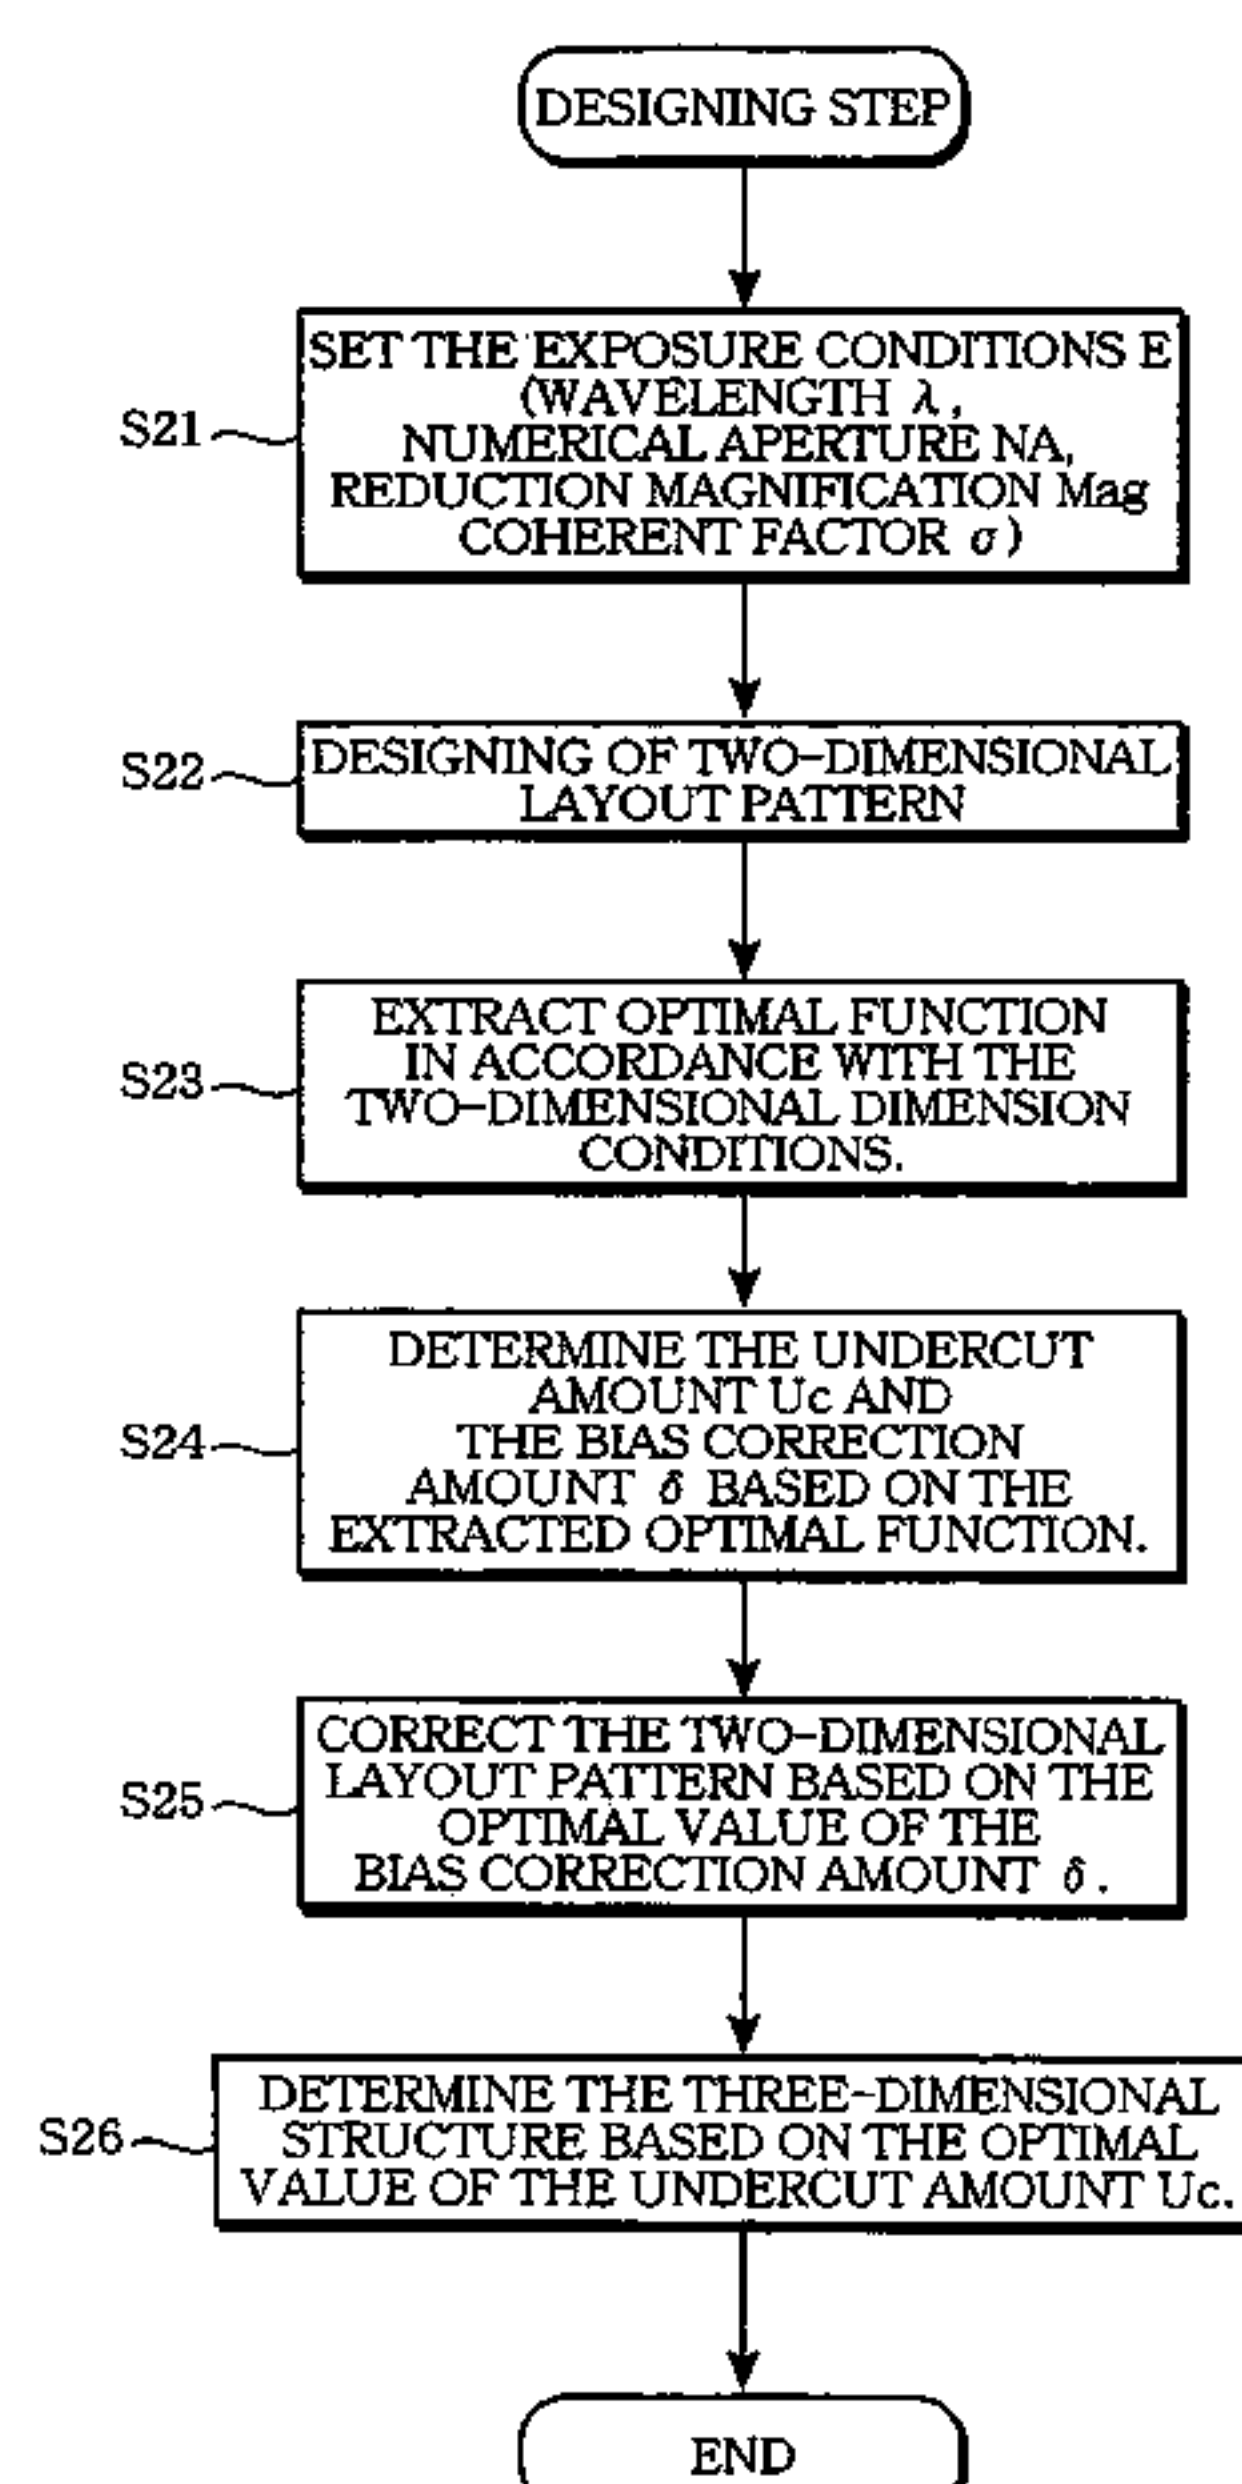 DESIGNING STEP
S21
SET THE EXPOSURE CONDITIONS E
(WAVELENGTH λ,
NUMERICAL APERTURE NA,
REDUCTION MAGNIFICATION Mag
COHERENT FACTOR σ)
S22
DESIGNING OF TWO-DIMENSIONAL
LAYOUT PATTERN
S23
EXTRACT OPTIMAL FUNCTION
IN ACCORDANCE WITH THE
TWO-DIMENSIONAL DIMENSION
CONDITIONS.
S24
DETERMINE THE UNDERCUT
AMOUNT Uc AND
THE BIAS CORRECTION
AMOUNT δ BASED ON THE
EXTRACTED OPTIMAL FUNCTION.
S25
CORRECT THE TWO-DIMENSIONAL
LAYOUT PATTERN BASED ON THE
OPTIMAL VALUE OF THE
BIAS CORRECTION AMOUNT δ.
S26
DETERMINE THE THREE-DIMENSIONAL
STRUCTURE BASED ON THE OPTIMAL
VALUE OF THE UNDERCUT AMOUNT Uc.
END